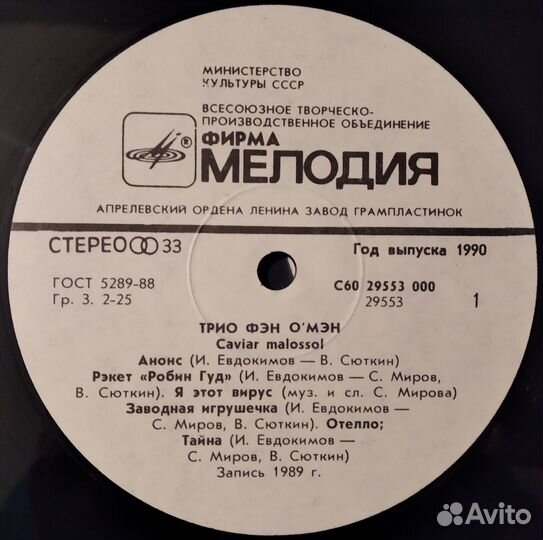 МИНИСТЕРСТВО
КУЛЬТУРЫ СССР
ВСЕСОЮЗНОЕ ТВОРЧЕСКО-
ПРОИЗВОДСТВЕННОЕ ОБЪЕДИНЕНИЕ
® ФИРМА
МЕЛОДИЯ
АПРЕЛЕВСКИЙ ОРДЕНА ЛЕНИНА ЗАВОД ГРАМПЛАСТИНОК
СТЕРЕО 33 Год выпуска 1990
ГОСТ 5289-88 С60 29553 000
Гр. 3. 2-25 29553 1
ТРИО ФЭН О'МЭН
Caviar malossol
Анонс (И. Евдокимов — В. Сюткин)
Рэкет «Робин Гуд» (И. Евдокимов — С. Миров,
В. Сюткин). Я этот вирус (муз. и сл. С. Мирова)
Заводная игрушечка (И. Евдокимов —
С. Миров, В. Сюткин). Отелло;
Тайна (И. Евдокимов —
С. Миров, В. Сюткин)
Запись 1989 г.
Avito